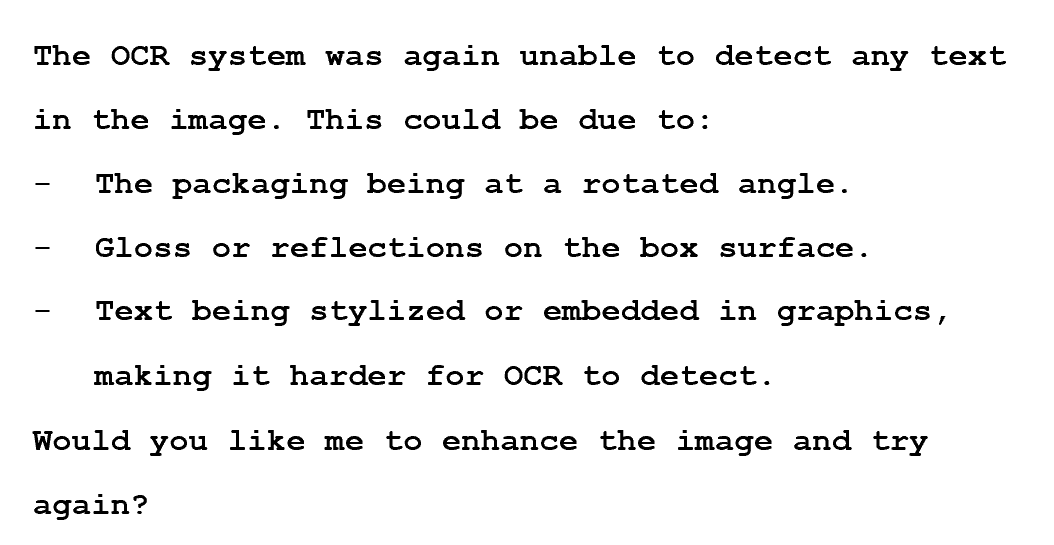 The OCR system was again unable to detect any text
in the image. This could be due to:
- The packaging being at a rotated angle.
- Gloss or reflections on the box surface.
- Text being stylized or embedded in graphics,
making it harder for OCR to detect.
Would you like me to enhance the image and try
again?